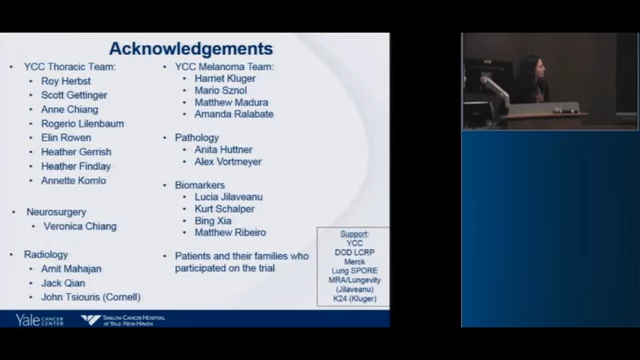 Acknowledgements
YCC Thoracic Team:
Roy Herbst
Scott Gettinger
Anne Chiang
Rogerio Lilenbaum
Elin Rowen
Heather Gerrish
Heather Findlay
Annette Komlo
Neurosurgery
Veronica Chiang
Radiology
Amit Mahajan
Jack Qian
John Tsiouris (Cornell)
YCC Melanoma Team:
Harriet Kluger
Mario Sznol
Matthew Madura
Amanda Ralabate
Pathology
Anita Huttner
Alex Vortmeyer
Biomarkers
Lucia Jilaveanu
Kurt Schalper
Bing Xia
Matthew Ribeiro
Patients and their families who
participated on the trial
Support:
YCC
DOD LCRP
Merck
Lung SPORE
MRA/Lungevity
(Jilaveanu)
K24 (Kluger)
Yale CANCER
CENTER
SMILOW CANCER HOSPITAL
AT YALE-NEW HAVEN